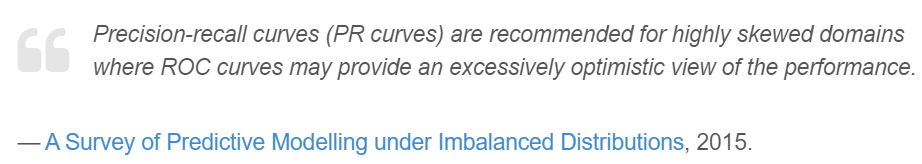 Precision-recall curves (PR curves) are recommended for highly skewed domains
where ROC curves may provide an excessively optimistic view of the performance.
— A Survey of Predictive Modelling under Imbalanced Distributions, 2015.